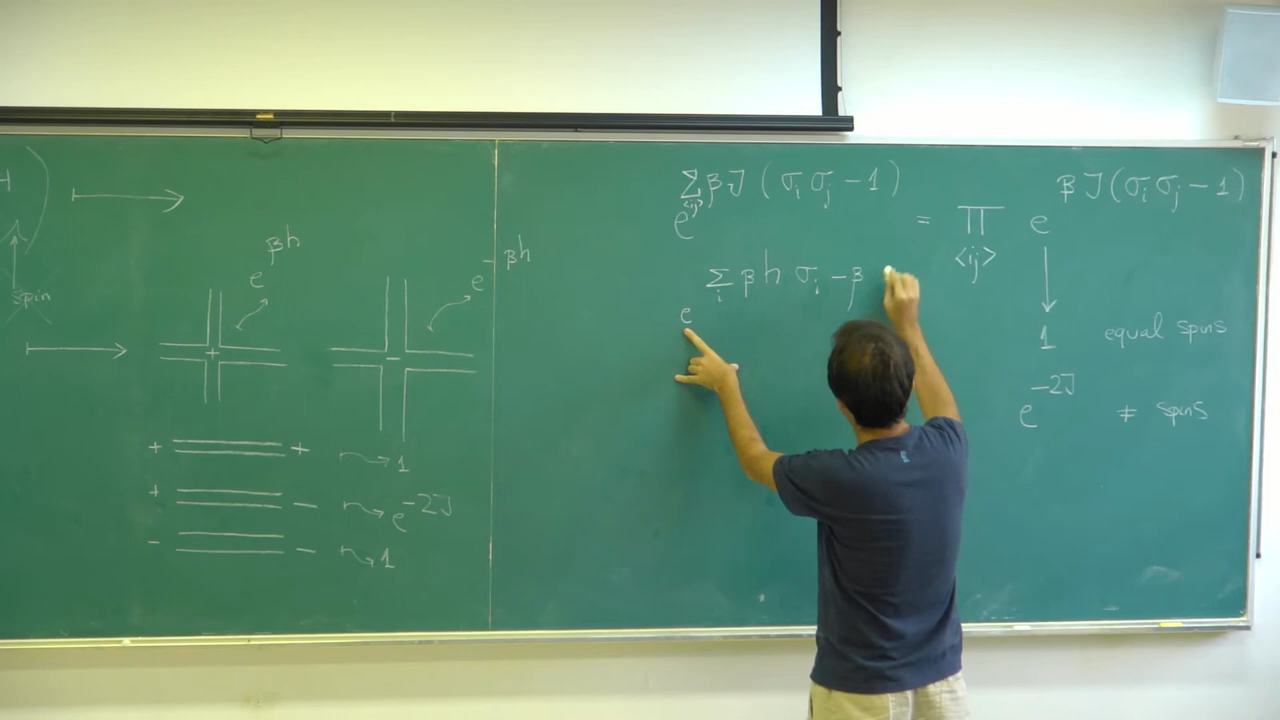 H )
spin
e^{βh}
e^{-βh}
+
−
+ +
⇝ 1
+ −
⇝ e^{-2J}
− −
⇝ 1
e^{Σ_{<ij>} βJ (σ_i σ_j − 1)} = ∏_{<ij>} e^{βJ(σ_i σ_j − 1)}
e^{Σ_i βh σ_i − β
1 equal spins
e^{-2J} ≠ spins